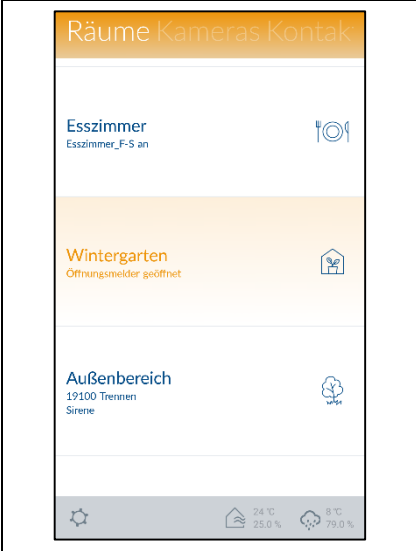 Räume Kameras Kontak
Esszimmer
Esszimmer_F-S an
Wintergarten
Öffnungsmelder geöffnet
Außenbereich
19100 Trennen
Sirene
24 °C 8 °C
25.0 % 79.0 %